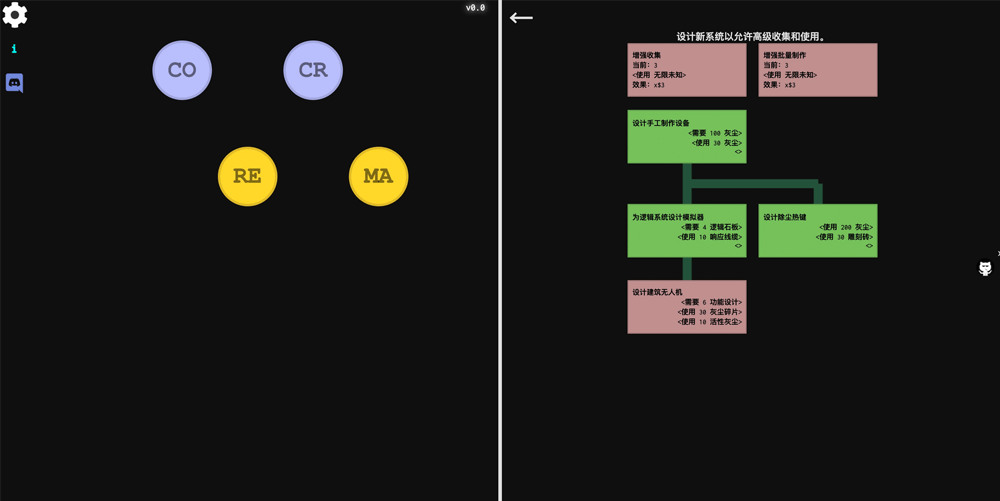 v0.0
i
CO
CR
RE
MA
设计新系统以允许高级收集和使用。
增强收集
当前: 3
<使用 无限未知>
效果: x$3
增强批量制作
当前: 3
<使用 无限未知>
效果: x$3
设计手工制作设备
<需要 100 灰尘>
<使用 30 灰尘>
<>
为逻辑系统设计模拟器
<需要 4 逻辑石板>
<使用 10 响应线缆>
<>
设计除尘热键
<使用 200 灰尘>
<使用 30 雕刻砖>
<>
设计建筑无人机
<需要 6 功能设计>
<使用 30 灰尘碎片>
<使用 10 活性灰尘>